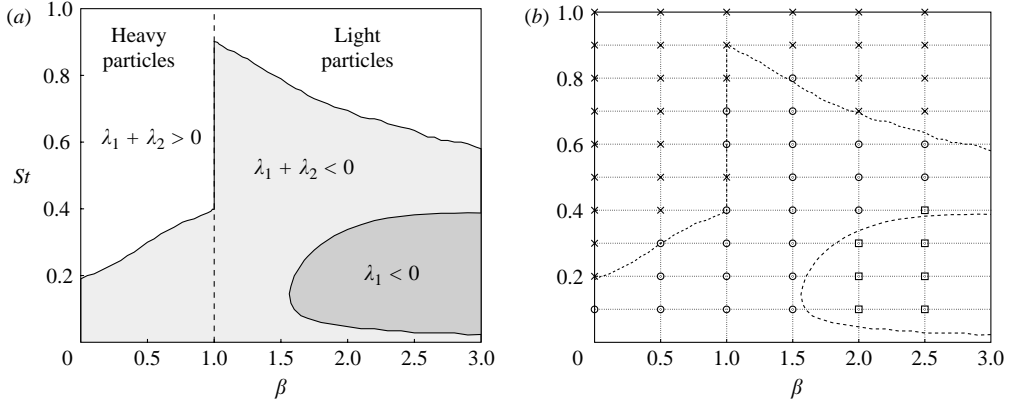 (a)
1.0
0.8
0.6
St
0.4
0.2
0
0.5
1.0
1.5
2.0
2.5
3.0
β
Heavy
particles
Light
particles
λ1 + λ2 > 0
λ1 + λ2 < 0
λ1 < 0
(b)
1.0
0.8
0.6
0.4
0.2
0
0.5
1.0
1.5
2.0
2.5
3.0
β